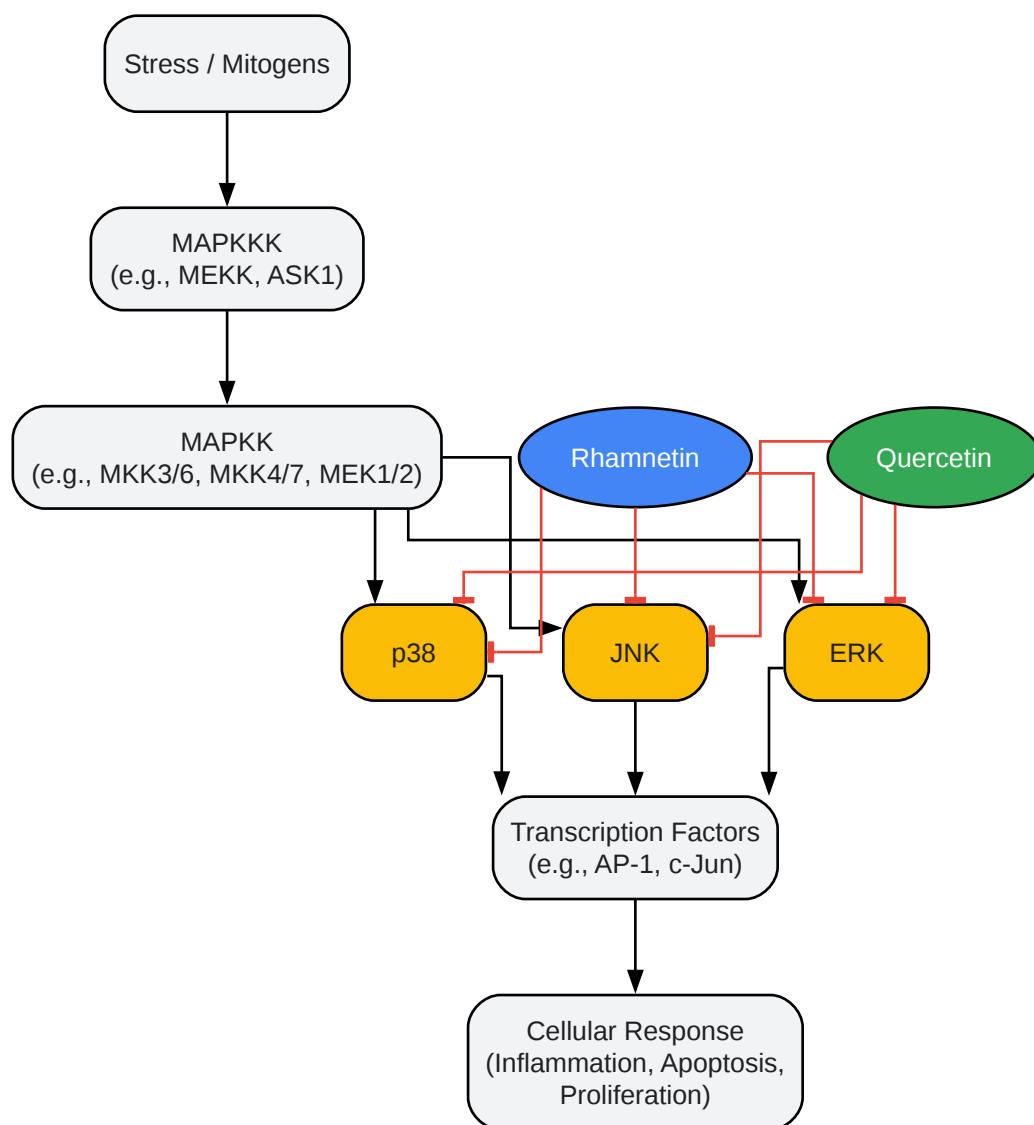 Stress / Mitogens
MAPKKK
(e.g., MEKK, ASK1)
MAPKK
(e.g., MKK3/6, MKK4/7, MEK1/2)
Rhamnetin
Quercetin
p38
JNK
ERK
Transcription Factors
(e.g., AP-1, c-Jun)
Cellular Response
(Inflammation, Apoptosis,
Proliferation)